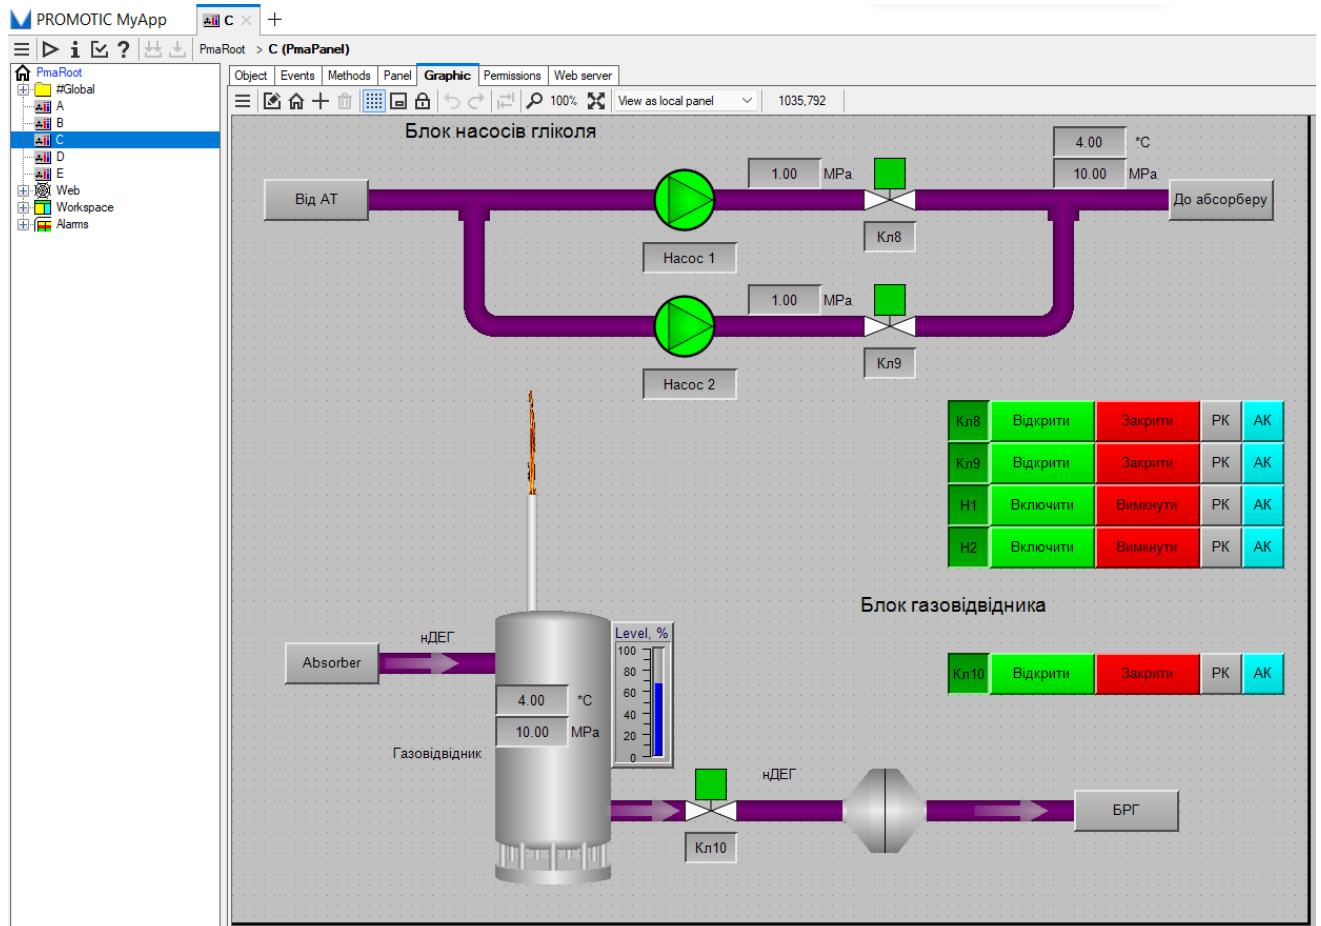 PROMOTIC MyApp
C
PmaRoot > C (PmaPanel)
PmaRoot
#Global
A
B
C
D
E
Web
Workspace
Alarms
Object Events Methods Panel Graphic Permissions Web server
100% View as local panel 1035,792
Блок насосів гліколя
4.00 *C
1.00 MPa
10.00 MPa
Від АТ
До абсорберу
Кл8
Насос 1
1.00 MPa
Кл9
Насос 2
Кл8 Відкрити Закрити РК АК
Кл9 Відкрити Закрити РК АК
Н1 Включити Вимкнути РК АК
Н2 Включити Вимкнути РК АК
Блок газовідвідника
Кл10 Відкрити Закрити РК АК
нДЕГ
Absorber
Level, %
100
80
60
40
20
0
4.00 *C
10.00 MPa
Газовідвідник
нДЕГ
Кл10
БРГ